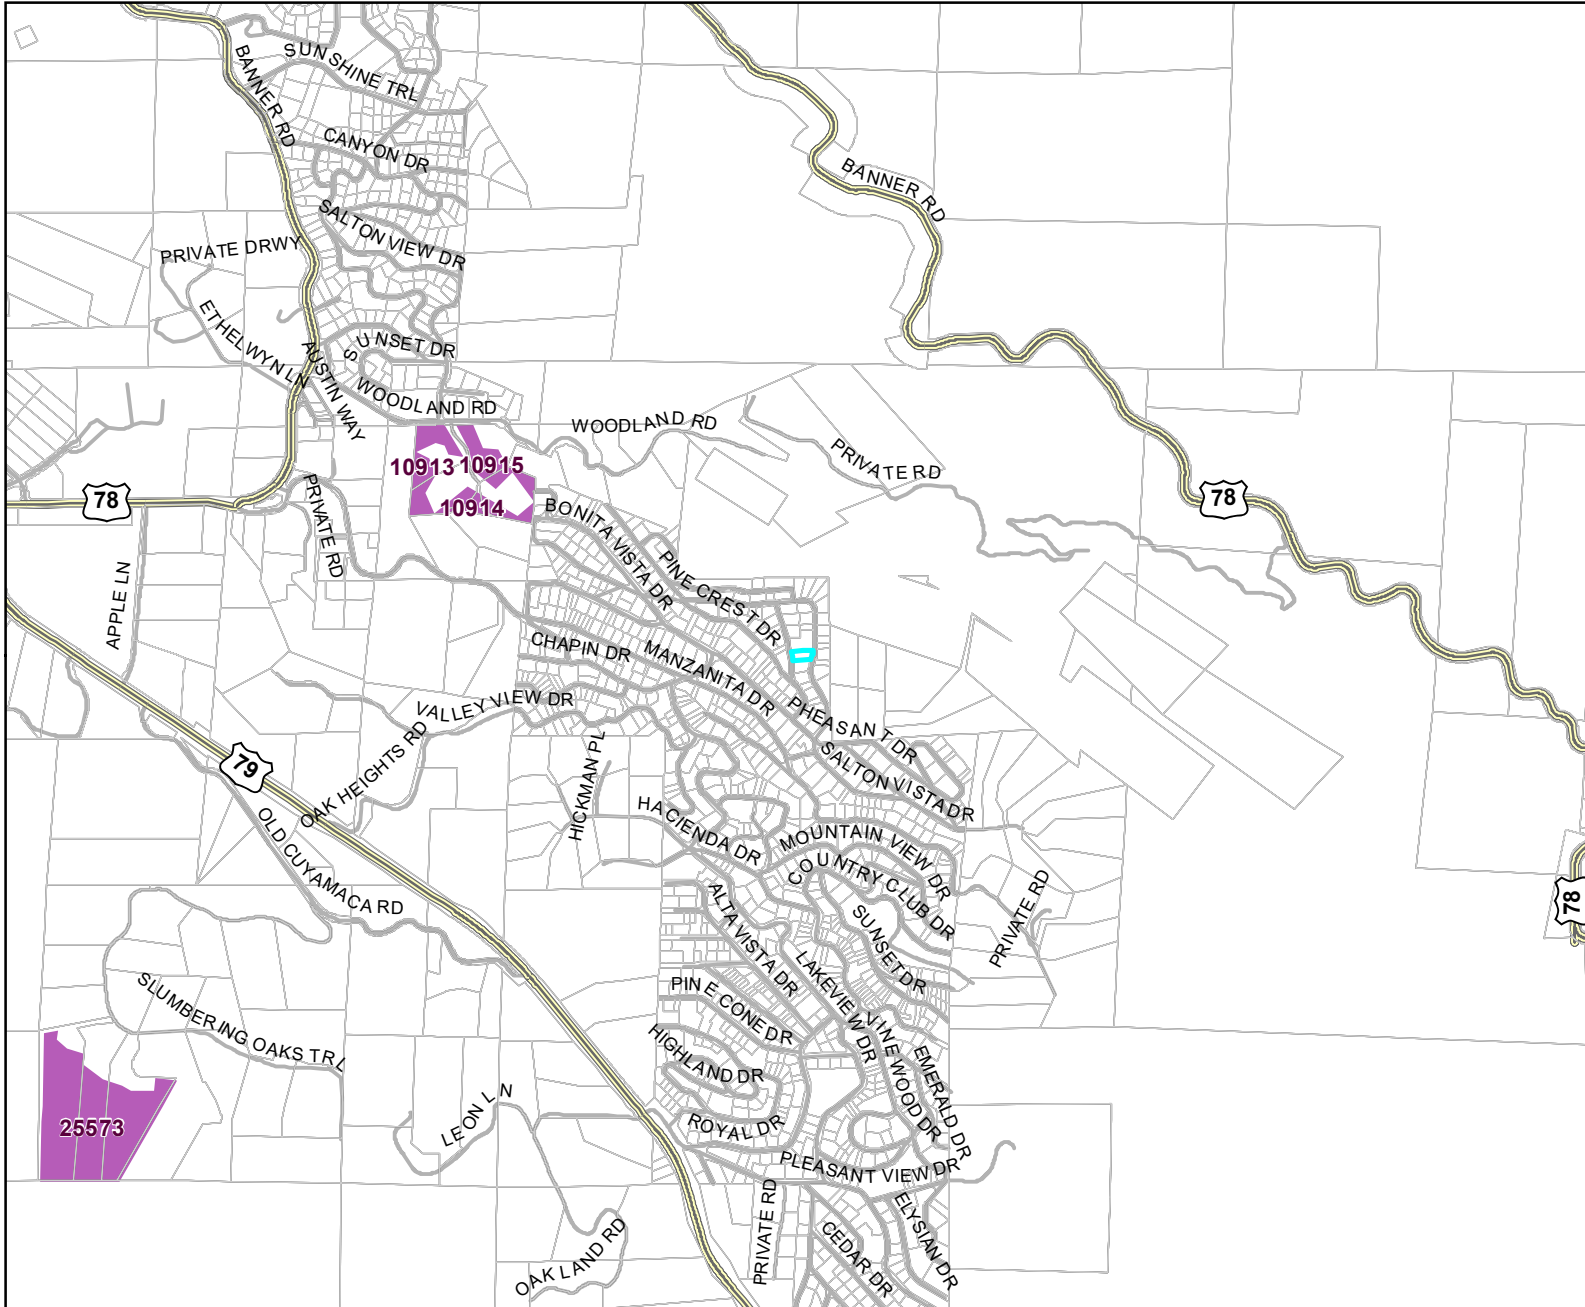 SUNSHINE TRL
BANNER RD
CANYON DR
BANNER RD
SALTON VIEW DR
PRIVATE DRWY
ETHELWYN LN
AUSTIN WAY
SUNSET DR
WOODLAND RD
WOODLAND RD
PRIVATE RD
10913
10915
10914
78
78
PRIVATE RD
BONITA VISTA DR
PINE CREST DR
APPLE LN
CHAPIN DR
MANZANITA DR
VALLEY VIEW DR
PHEASANT DR
SALTON VISTA DR
OAK HEIGHTS RD
HICKMAN PL
79
OLD CUYAMACA RD
HACIENDA DR
MOUNTAIN VIEW DR
COUNTRY CLUB DR
PRIVATE RD
78
ALTA VISTA DR
SUNSET DR
LAKEVIEW DR
PINE CONE DR
SLUMBERING OAKS TRL
HIGHLAND DR
VINEWOOD DR
EMERALD DR
25573
LEON LN
ROYAL DR
PLEASANT VIEW DR
PRIVATE RD
ELYSIAN DR
CEDAR DR
OAKLAND RD